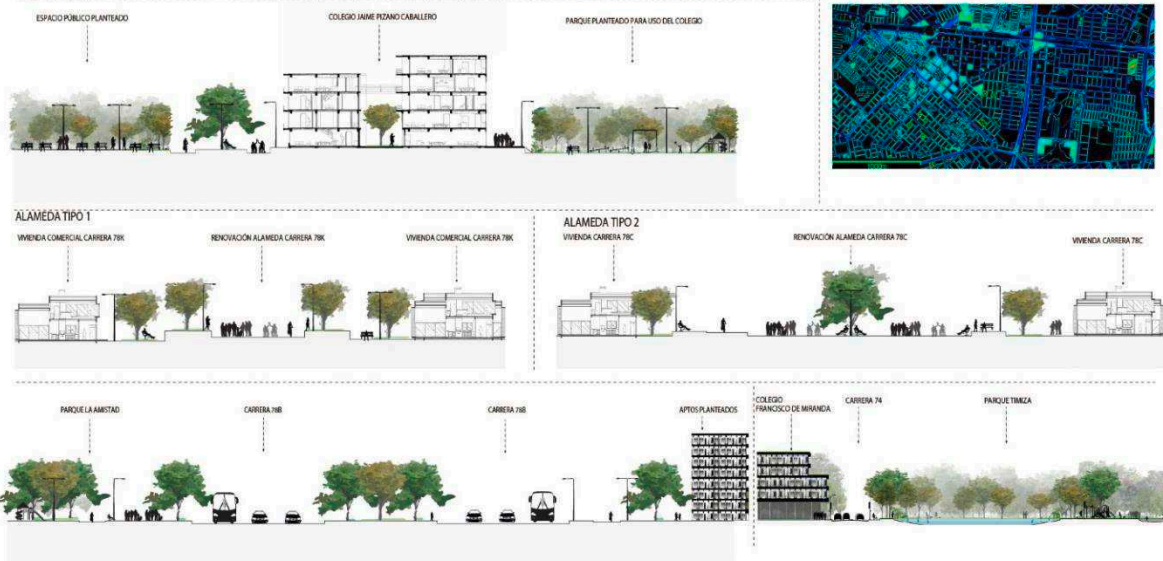 ESPACIO PÚBLICO PLANTEADO
COLEGIO JAIME PIZANO CABALLERO
PARQUE PLANTEADO PARA USO DEL COLEGIO
ALAMEDA TIPO 1
VIVIENDA COMERCIAL CARRERA 78K
RENOVACIÓN ALAMEDA CARRERA 78K
VIVIENDA COMERCIAL CARRERA 78K
ALAMEDA TIPO 2
VIVIENDA CARRERA 78C
RENOVACIÓN ALAMEDA CARRERA 78C
VIVIENDA CARRERA 78C
PARQUE LA AMISTAD
CARRERA 78B
CARRERA 78B
APTOS PLANTEADOS
COLEGIO
FRANCISCO DE MIRANDA
CARRERA 74
PARQUE TIMIZA